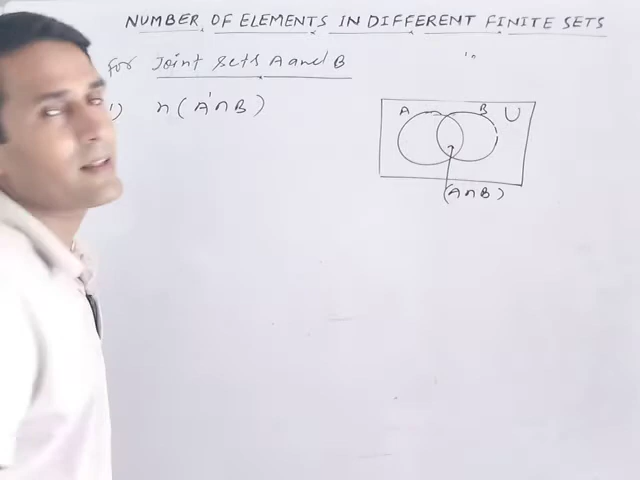 NUMBER OF ELEMENTS IN DIFFERENT FINITE SETS
For Joint sets A and B
1) n(A'∩B)
A B U
(A∩B)